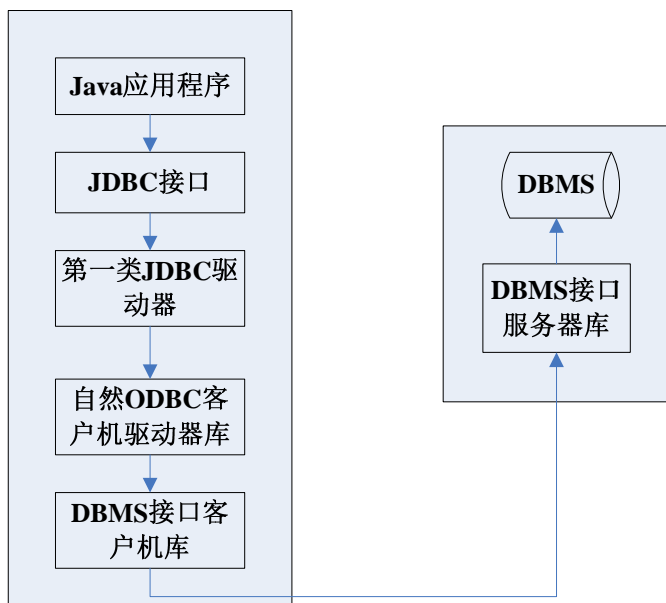 Java应用程序
JDBC接口
第一类JDBC驱
动器
自然ODBC客
户机驱动器库
DBMS接口客
户机库
DBMS
DBMS接口
服务器库